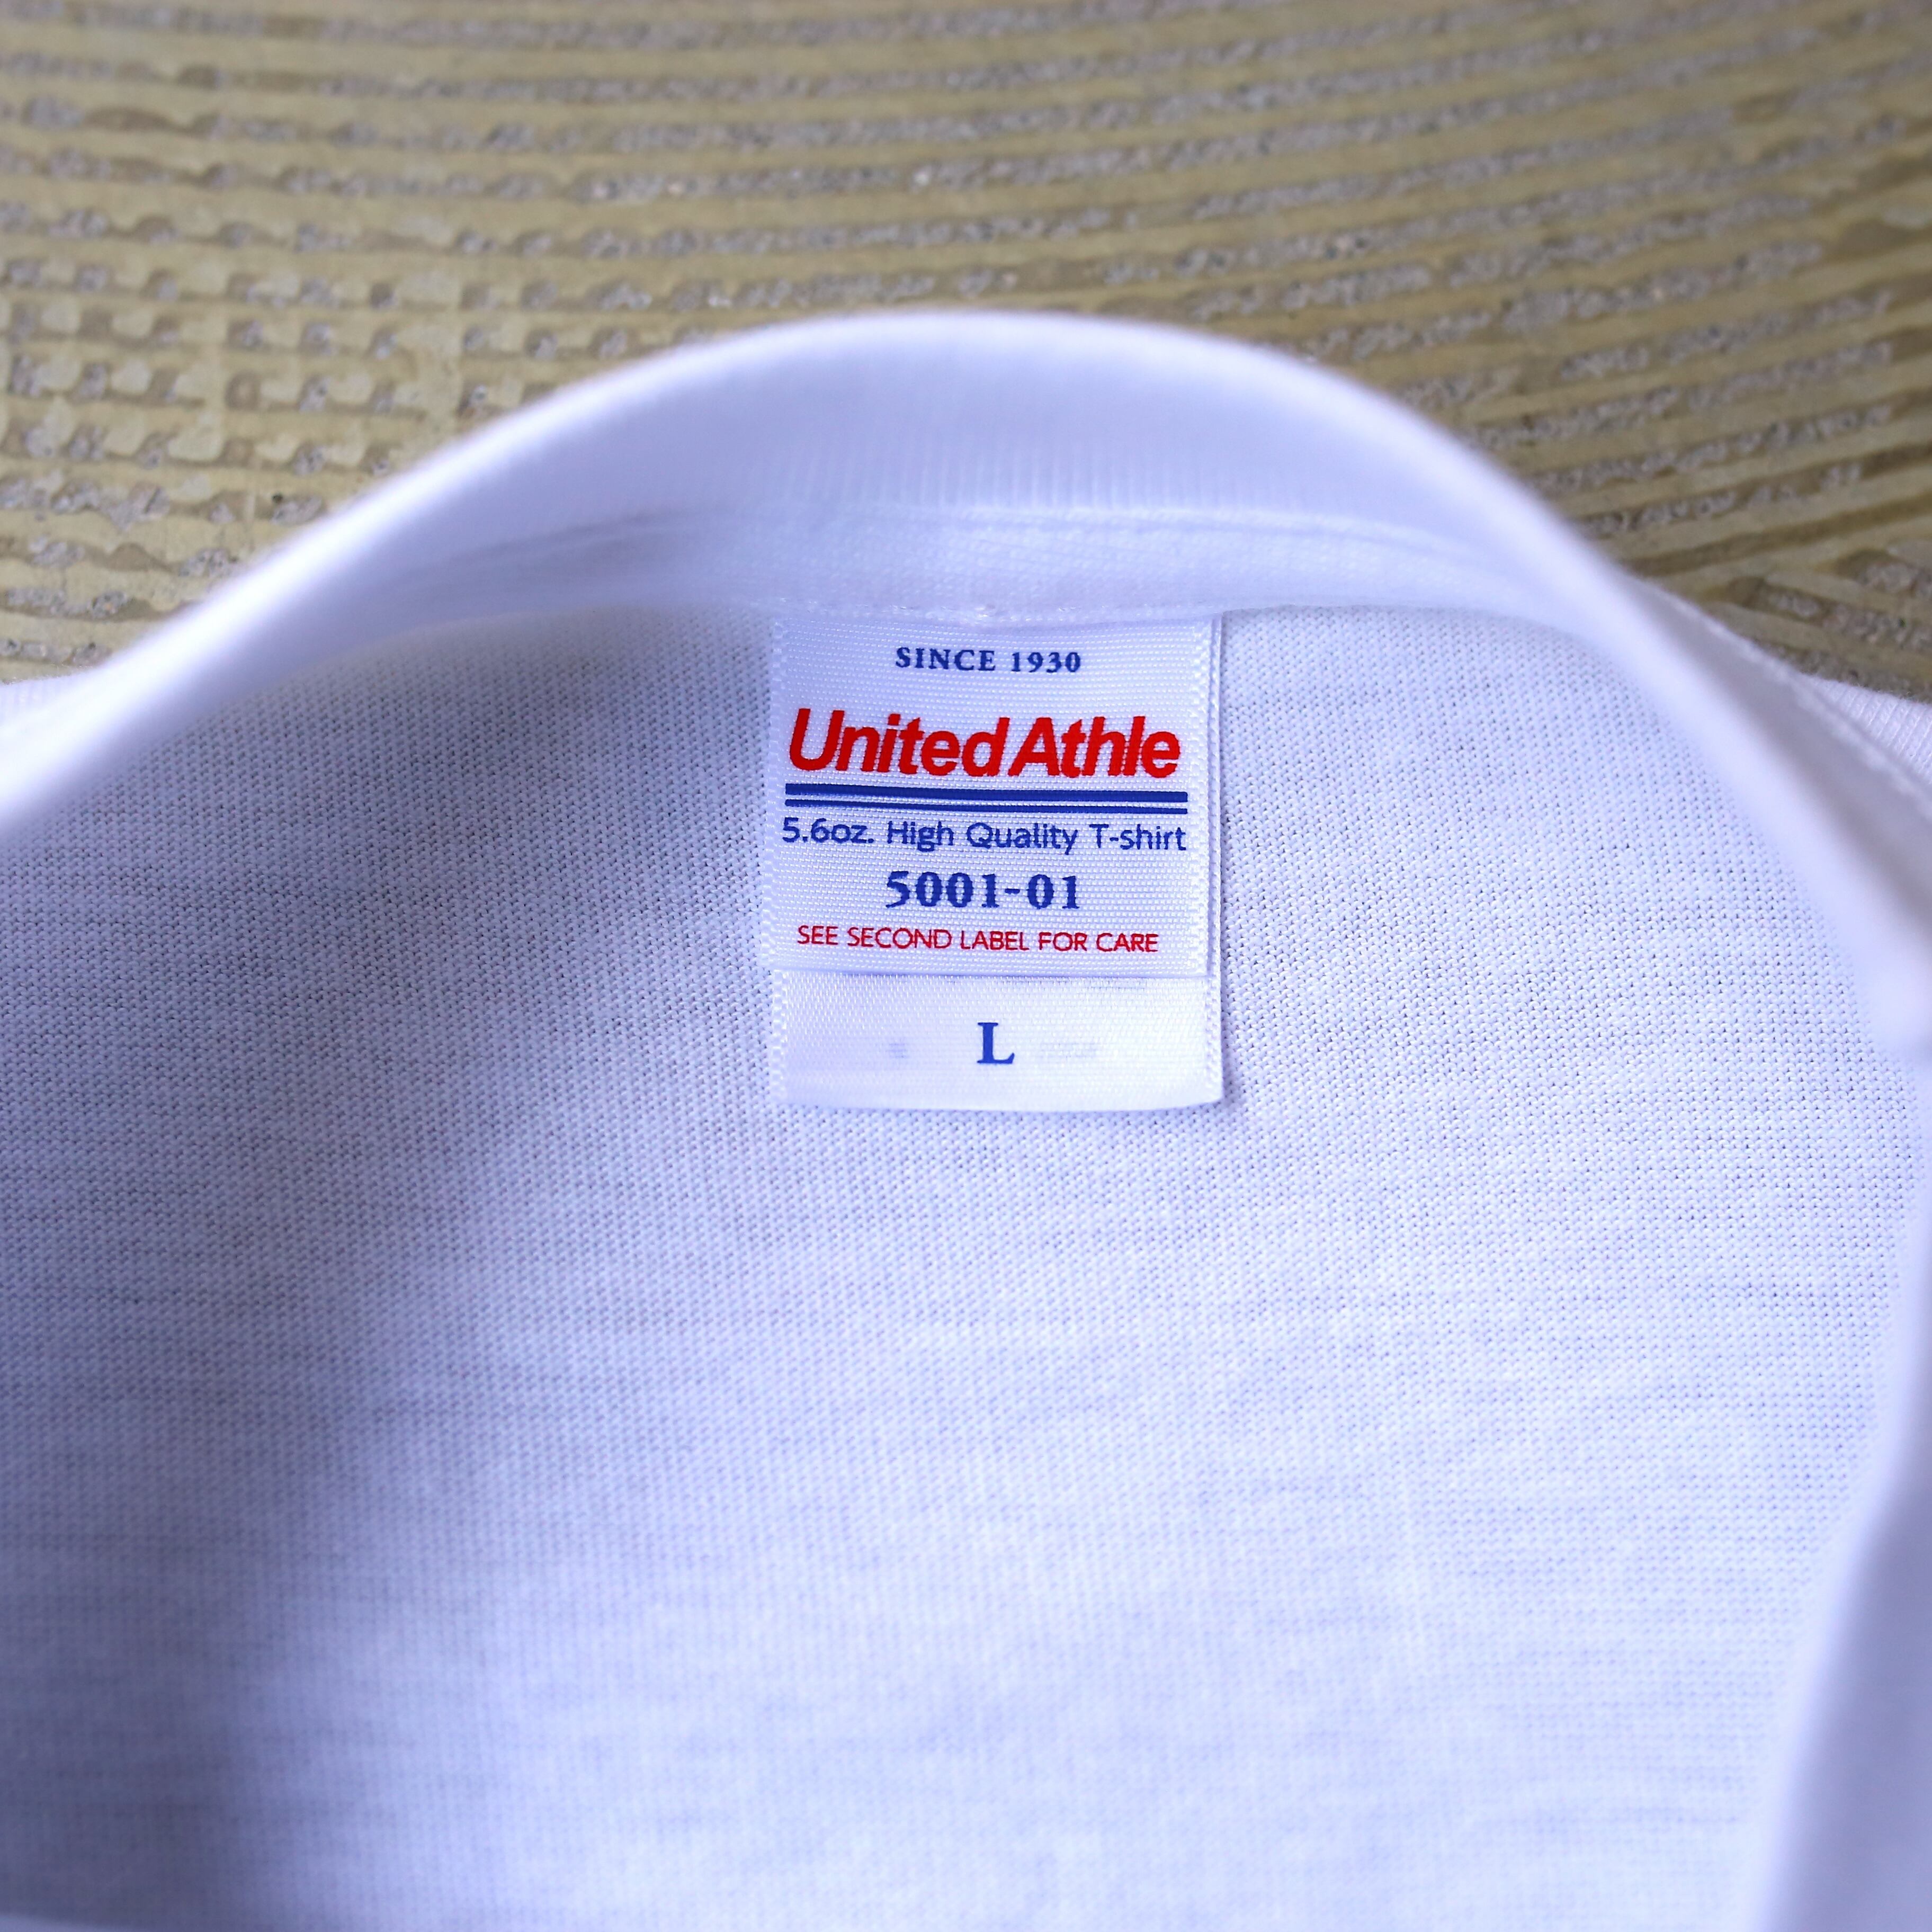 SINCE 1930
United Athle
5.6oz. High Quality T-shirt
5001-01
SEE SECOND LABEL FOR CARE
L